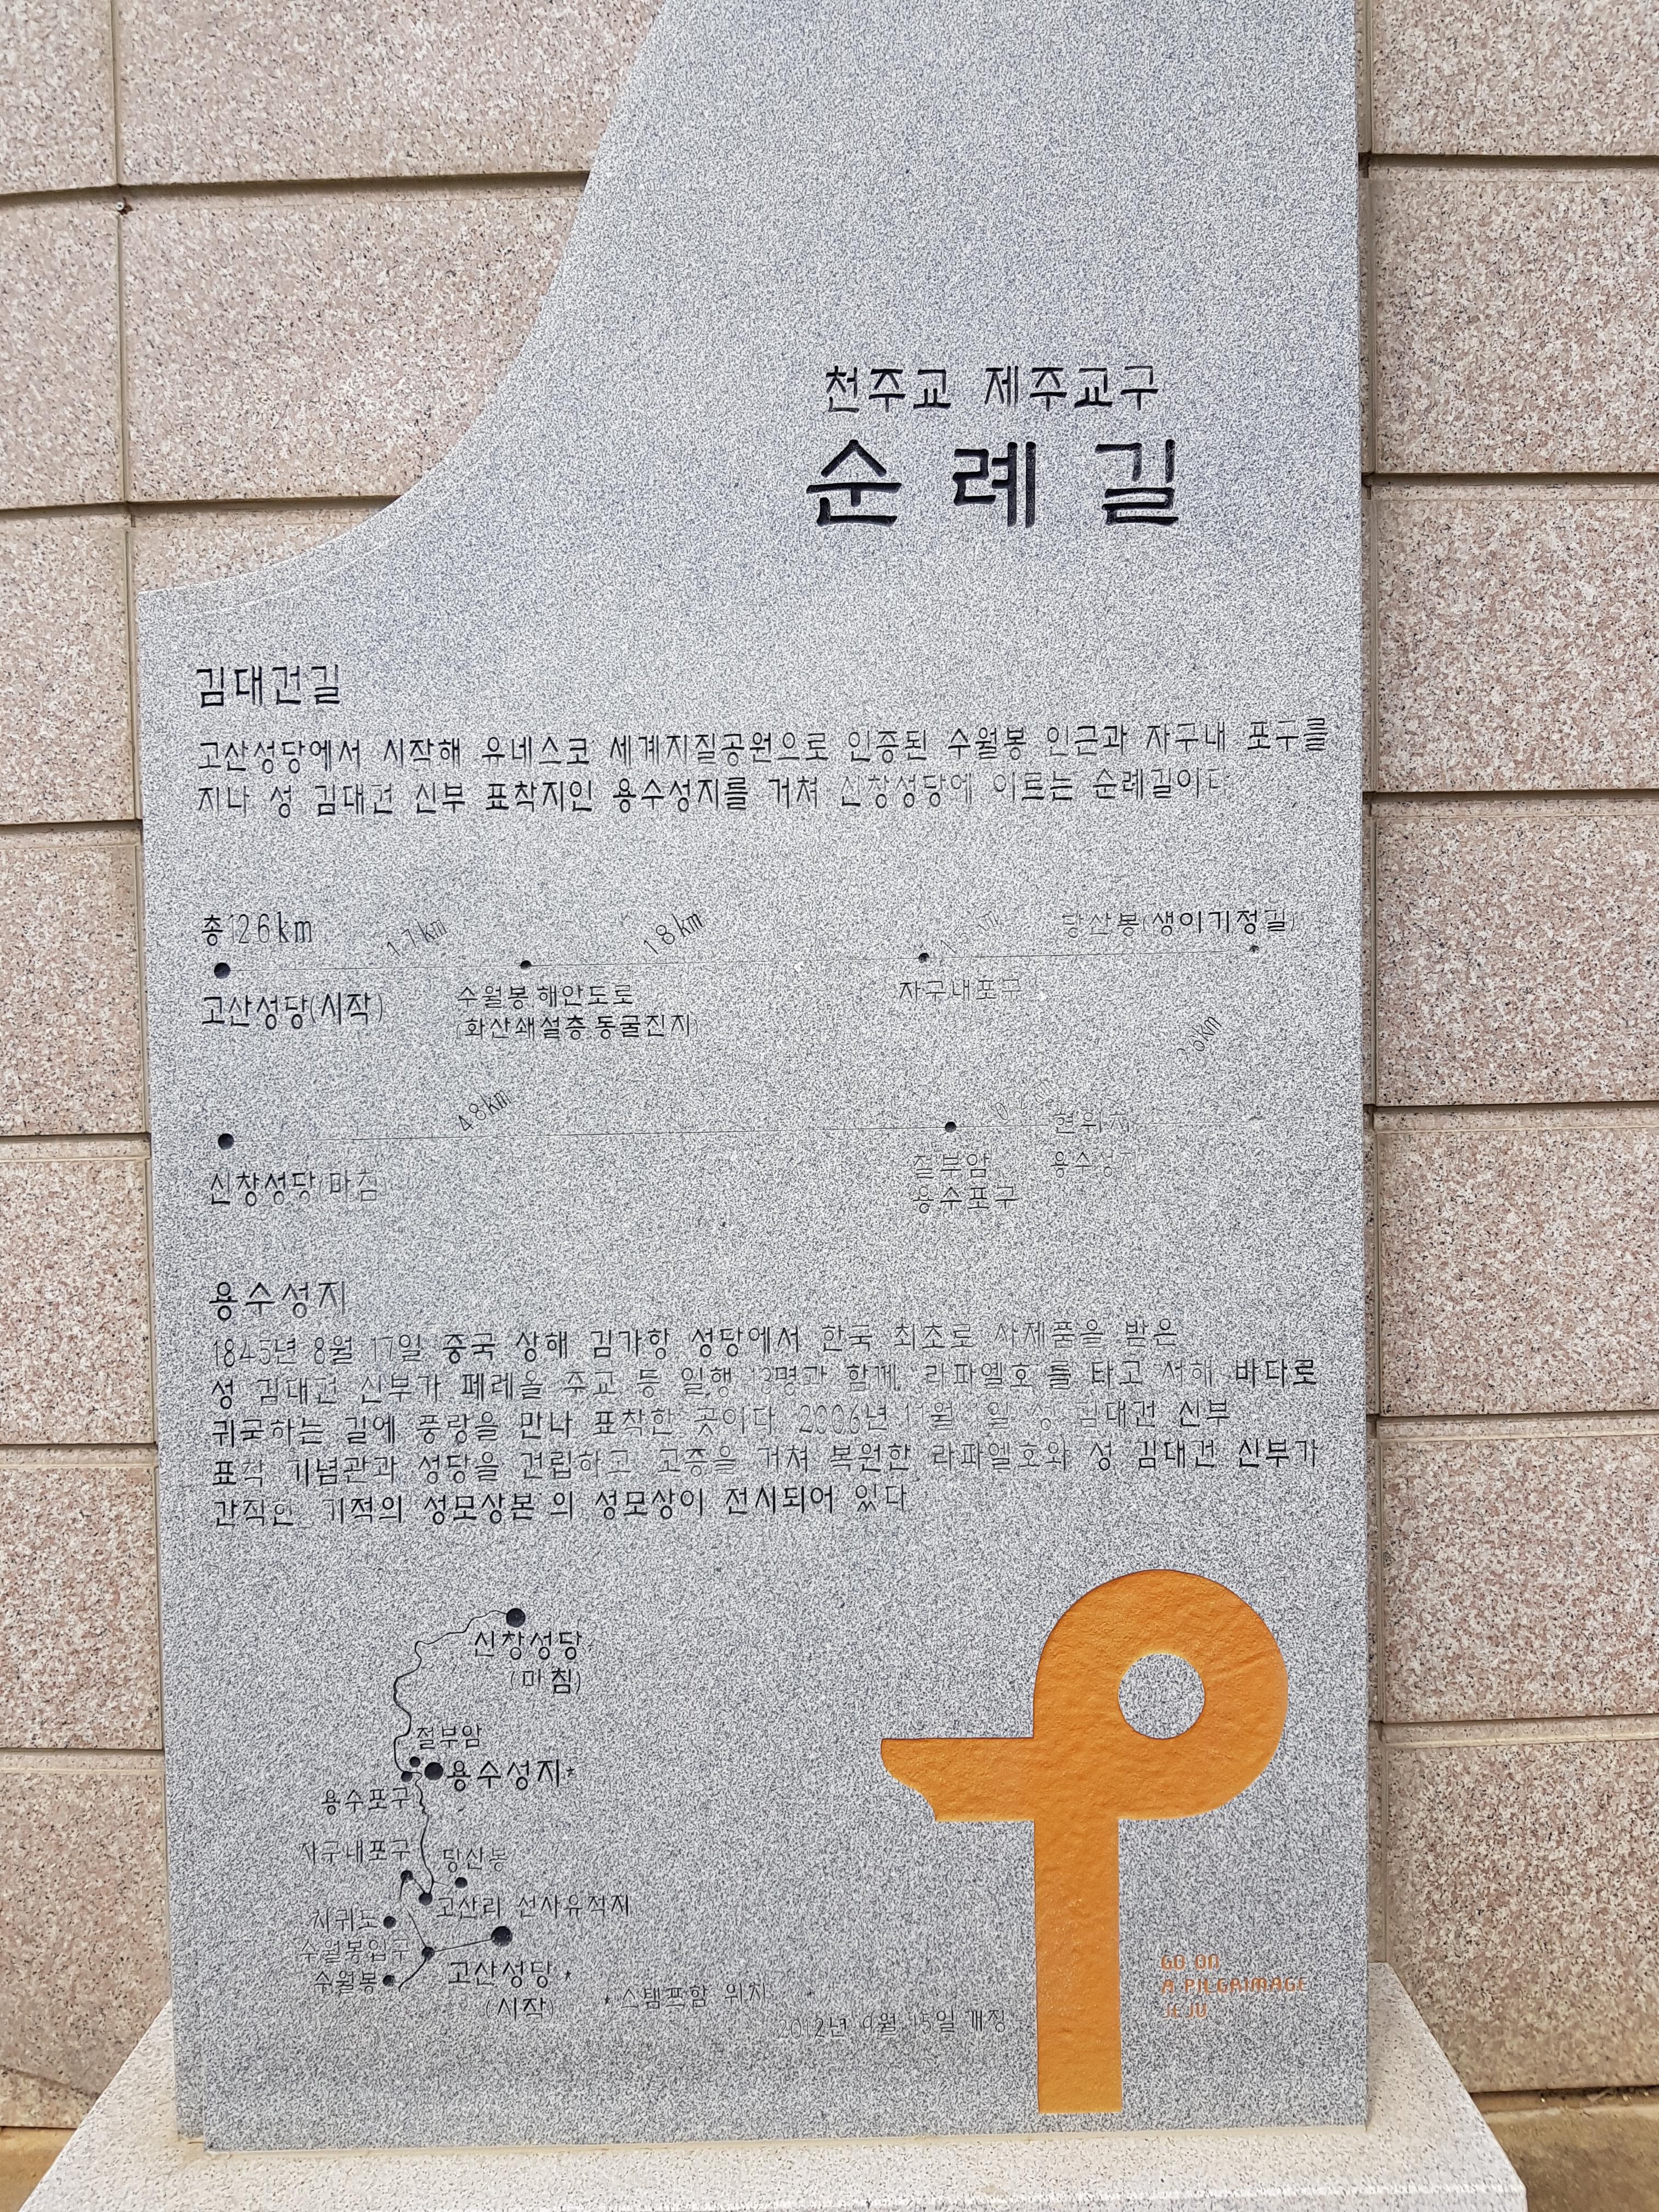 천주교 제주교구
순례길
김대건길
고산성당에서 시작해 유네스코 세계지질공원으로 인증된 수월봉 인근과 자구내 포구를
지나 성 김대건 신부 표착지인 용수성지를 거쳐 신창성당에 이르는 순례길이다
총 12.6km
1.7km
1.8km
당산봉(생이기정길)
고산성당(시작)
수월봉 해안도로
(화산쇄설층.동굴진지)
자구내포구
4.8km
신창성당(마침)
절부암
용수포구
용수성지
1845년 8월 17일 중국 상해 김가항 성당에서 한국 최초로 사제품을 받은
성 김대건 신부가 페레올 주교 등 일행 13명과 함께 '라파엘호'를 타고 서해 바다로
귀국하는 길에 풍랑을 만나 표착한 곳이다. 2006년 11월 1일 성 김대건 신부
표착 기념관과 성당을 건립하고, 고증을 거쳐 복원한 라파엘호와 성 김대건 신부가
간직한 '기적의 성모상본'의 성모상이 전시되어 있다.
신창성당
(마침)
절부암
용수성지*
용수포구
자구내포구
당산봉
고산리 선사유적지
차귀도
수월봉입구
수월봉
고산성당*
(시작)
*스탬프함 위치
2012년 9월 15일 개장
GO ON
A PILGRIMAGE
JEJU